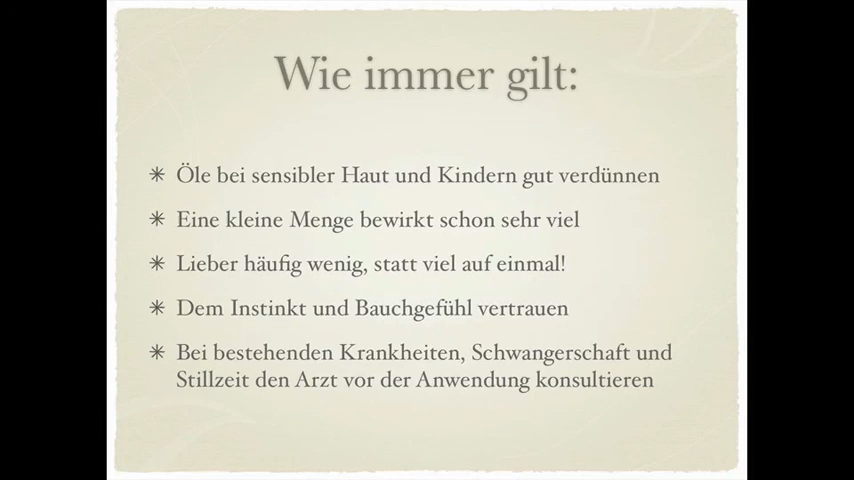 Wie immer gilt:
Öle bei sensibler Haut und Kindern gut verdünnen
Eine kleine Menge bewirkt schon sehr viel
Lieber häufig wenig, statt viel auf einmal!
Dem Instinkt und Bauchgefühl vertrauen
Bei bestehenden Krankheiten, Schwangerschaft und
Stillzeit den Arzt vor der Anwendung konsultieren